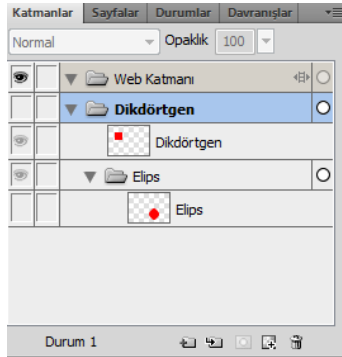 Katmanlar Sayfalar Durumlar Davranışlar
Normal Opaklık 100
Web Katmanı
Dikdörtgen
Dikdörtgen
Elips
Elips
Durum 1